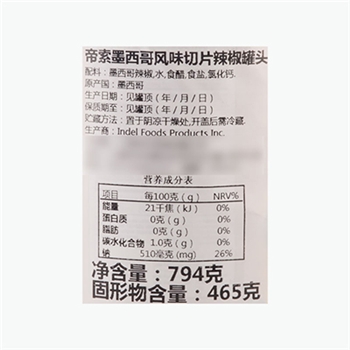 帝索墨西哥风味切片辣椒罐头
配料：墨西哥辣椒,水,食醋,食盐,氯化钙.
原产国：墨西哥
生产日期：见罐顶（年/月/日）
保质期至：见罐顶（年/月/日）
贮藏方法：置于阴凉干燥处,开盖后需冷藏.
生产商：Indel Foods Products Inc.
营养成分表
项目 每100克（g） NRV%
能量 21千焦（kJ） 0%
蛋白质 0克（g） 0%
脂肪 0克（g） 0%
碳水化合物 1.0克（g） 0%
钠 510毫克(mg) 26%
净含量：794克
固形物含量：465克